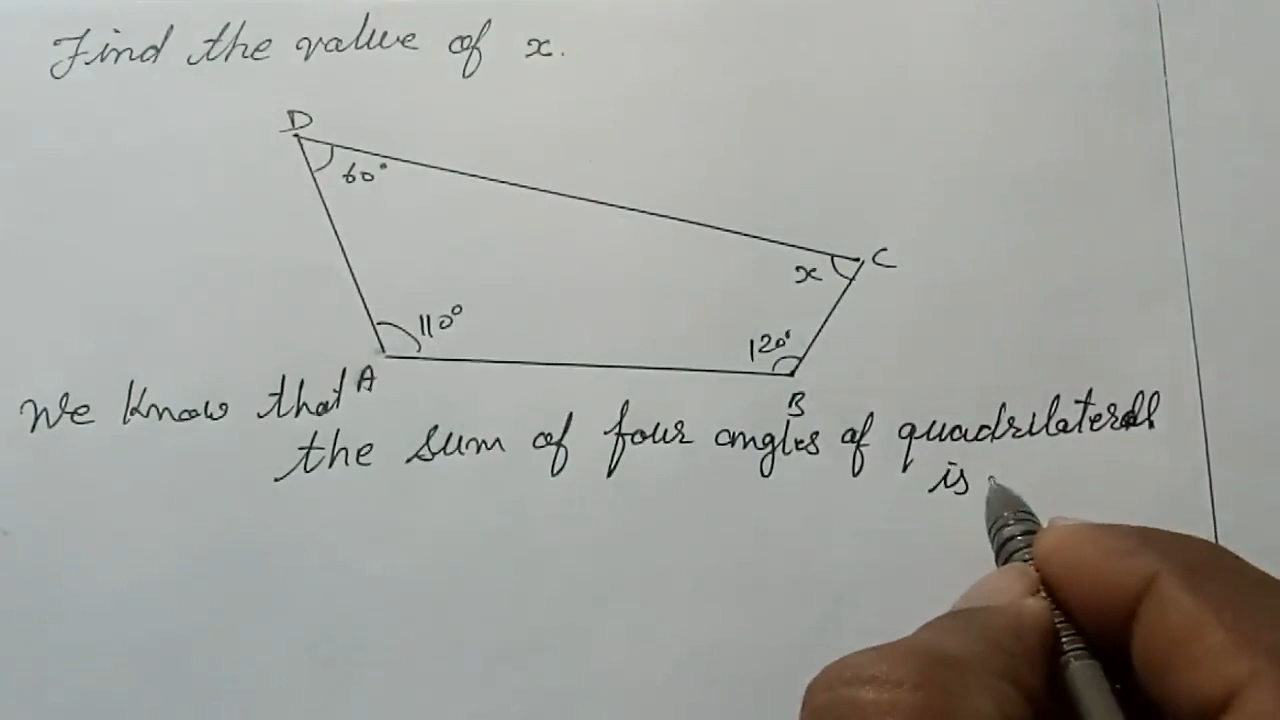 Find the value of x.
D
60°
C
x
110°
120°
A
B
We know that
the sum of four angles of quadrilateral
is